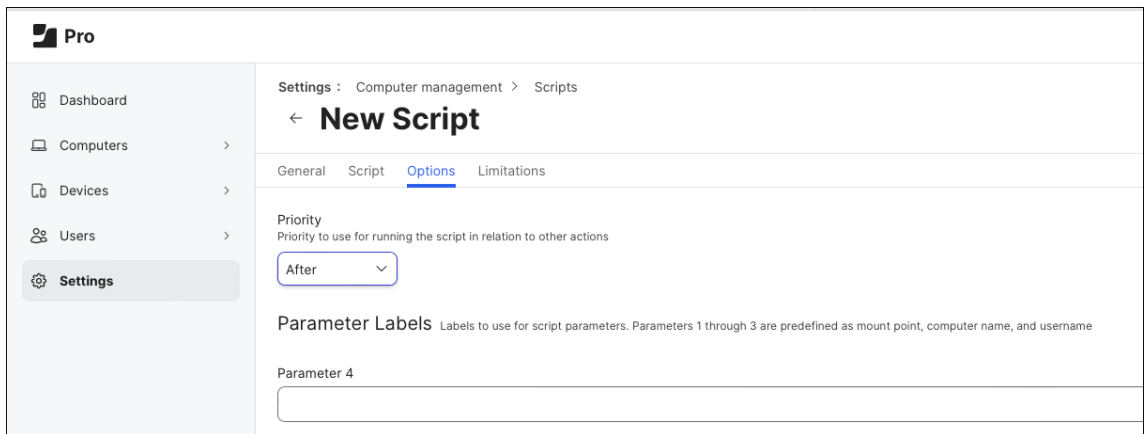 Pro
Dashboard
Computers
Devices
Users
Settings
Settings : Computer management > Scripts
← New Script
General Script Options Limitations
Priority
Priority to use for running the script in relation to other actions
After
Parameter Labels Labels to use for script parameters. Parameters 1 through 3 are predefined as mount point, computer name, and username
Parameter 4